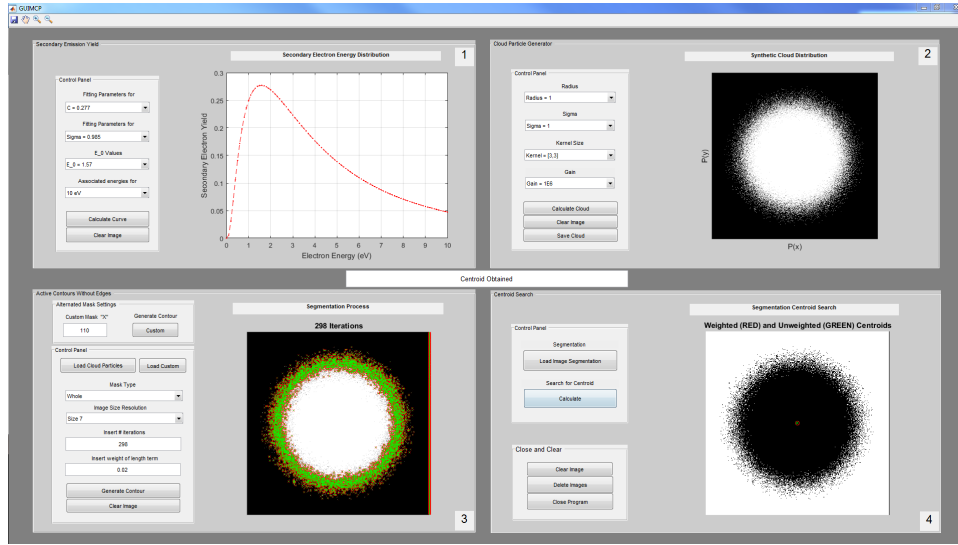 GUIMCP
Secondary Emission Yield
Secondary Electron Energy Distribution
1
Control Panel
Fitting Parameters for
C = 0.277
Fitting Parameters for
Sigma = 0.985
E_0 Values
E_0 = 1.57
Associated energies for
10 eV
Calculate Curve
Clear Image
Secondary Electron Yield
0.3
0.25
0.2
0.15
0.1
0.05
0
0 1 2 3 4 5 6 7 8 9 10
Electron Energy (eV)
Cloud Particle Generator
Synthetic Cloud Distribution
2
Control Panel
Radius
Radius = 1
Sigma
Sigma = 1
Kernel Size
Kernel = [3,3]
Gain
Gain = 1E6
Calculate Cloud
Clear Image
Save Cloud
P(y)
P(x)
Centroid Obtained
Active Contours Without Edges
Alternated Mask Settings
Custom Mask "X"
Generate Contour
110
Custom
Control Panel
Load Cloud Particles
Load Custom
Mask Type
Whole
Image Size Resolution
Size 7
Insert # iterations
298
Insert weight of length term
0.02
Generate Contour
Clear Image
Segmentation Process
298 Iterations
3
Centroid Search
Segmentation Centroid Search
Control Panel
Segmentation
Load Image Segmentation
Search for Centroid
Calculate
Close and Clear
Clear Image
Delete Images
Close Program
Weighted (RED) and Unweighted (GREEN) Centroids
4